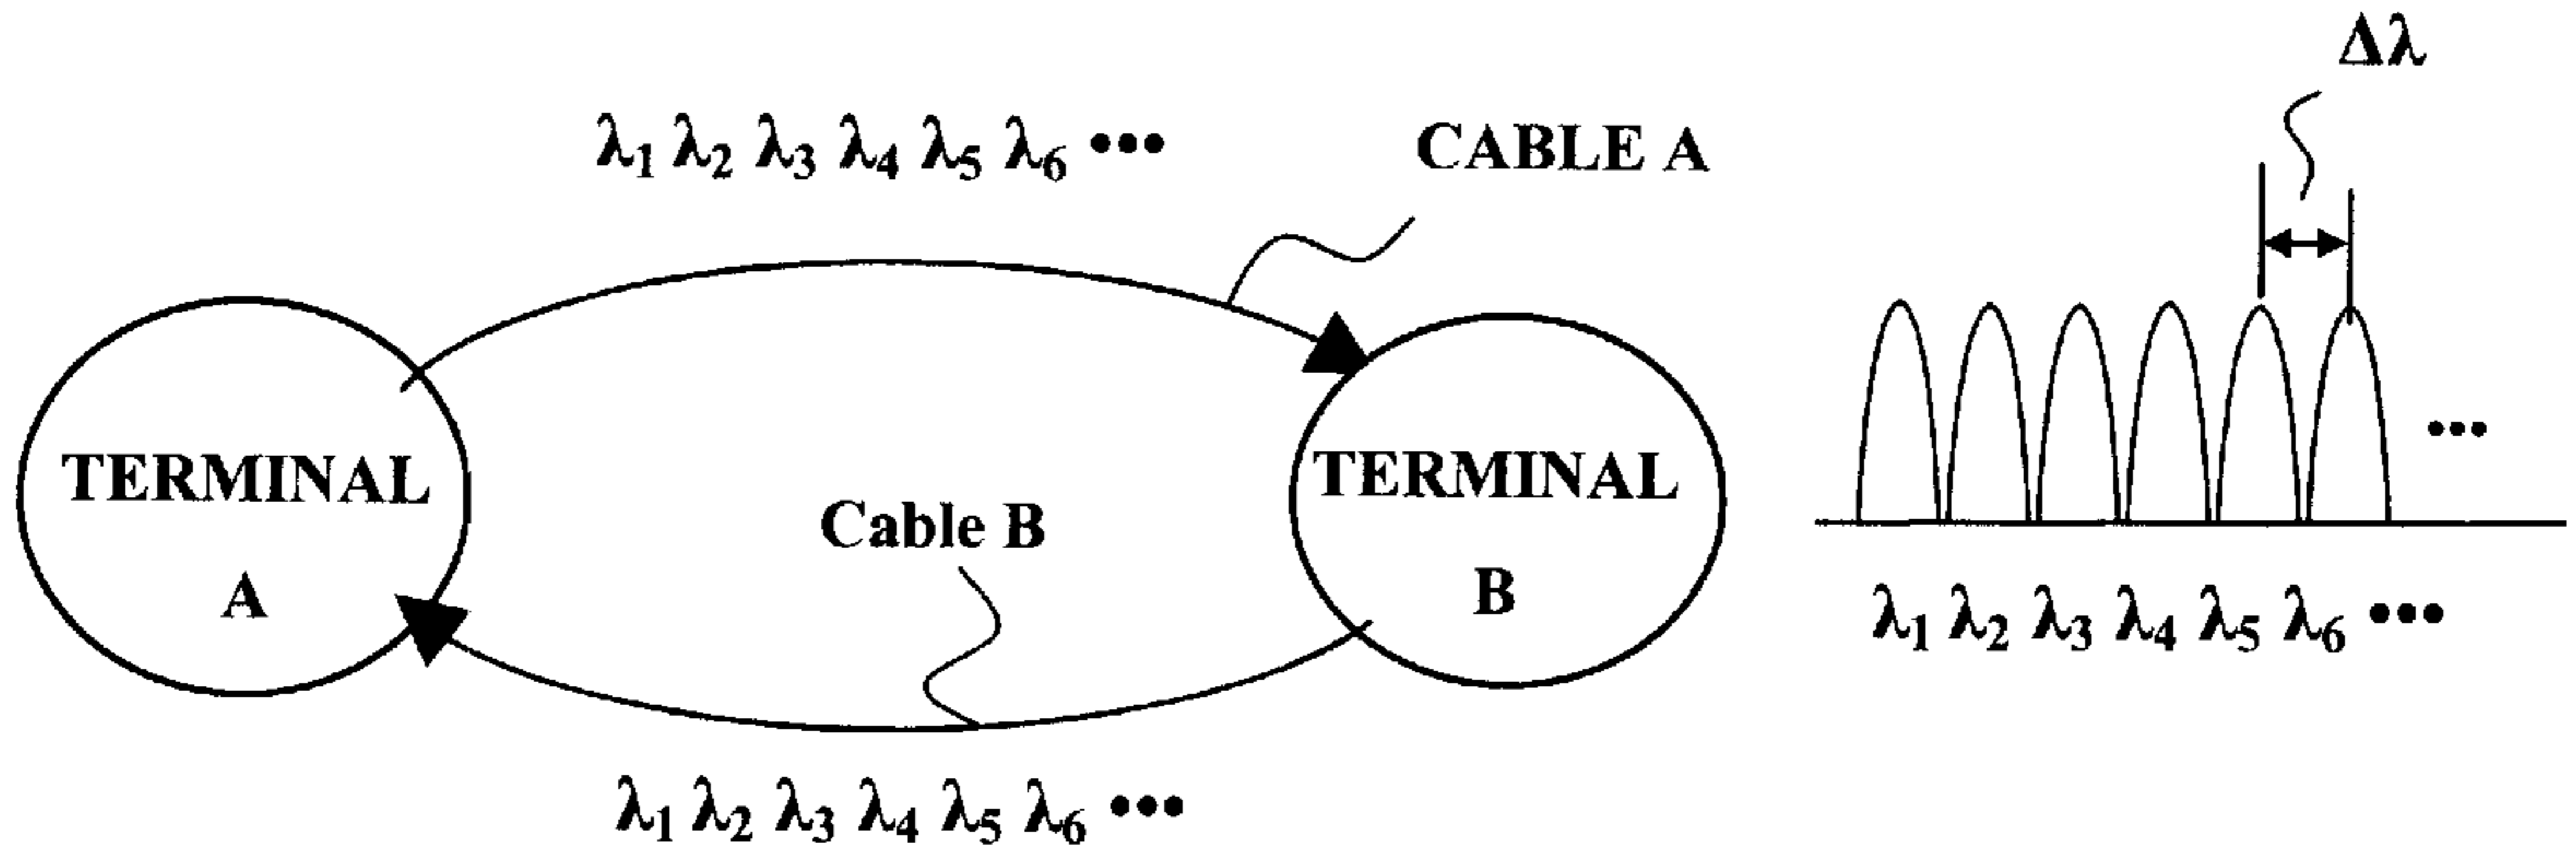 Δλ
λ1 λ2 λ3 λ4 λ5 λ6 •••
CABLE A
TERMINAL
A
Cable B
TERMINAL
B
•••
λ1 λ2 λ3 λ4 λ5 λ6 •••
λ1 λ2 λ3 λ4 λ5 λ6 •••